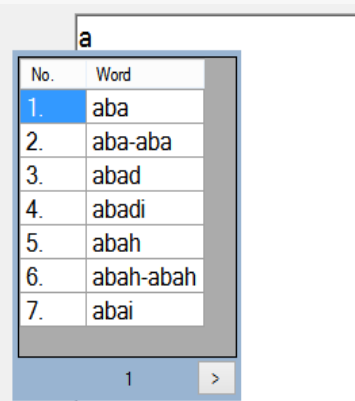 a
No. Word
1. aba
2. aba-aba
3. abad
4. abadi
5. abah
6. abah-abah
7. abai
1 >